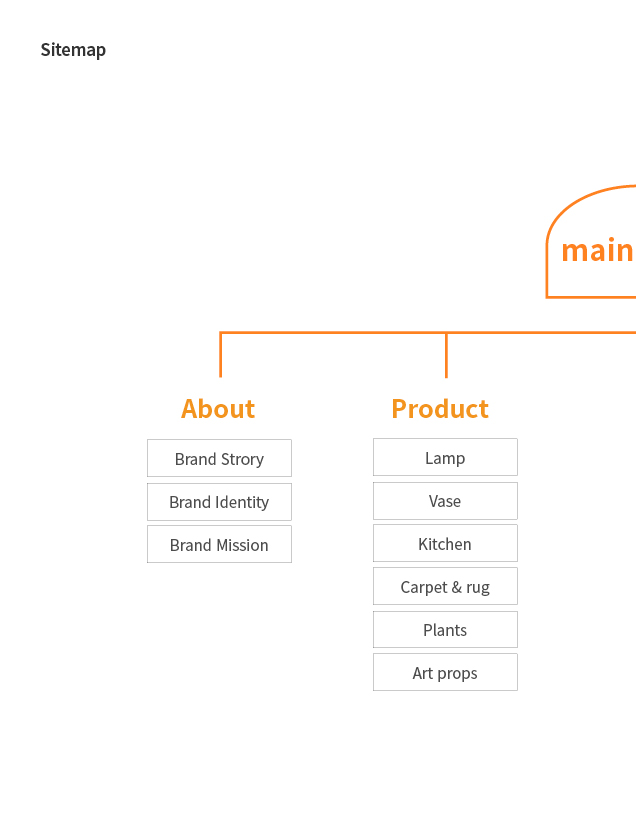 Sitemap
main
About
Brand Strory
Brand Identity
Brand Mission
Product
Lamp
Vase
Kitchen
Carpet & rug
Plants
Art props